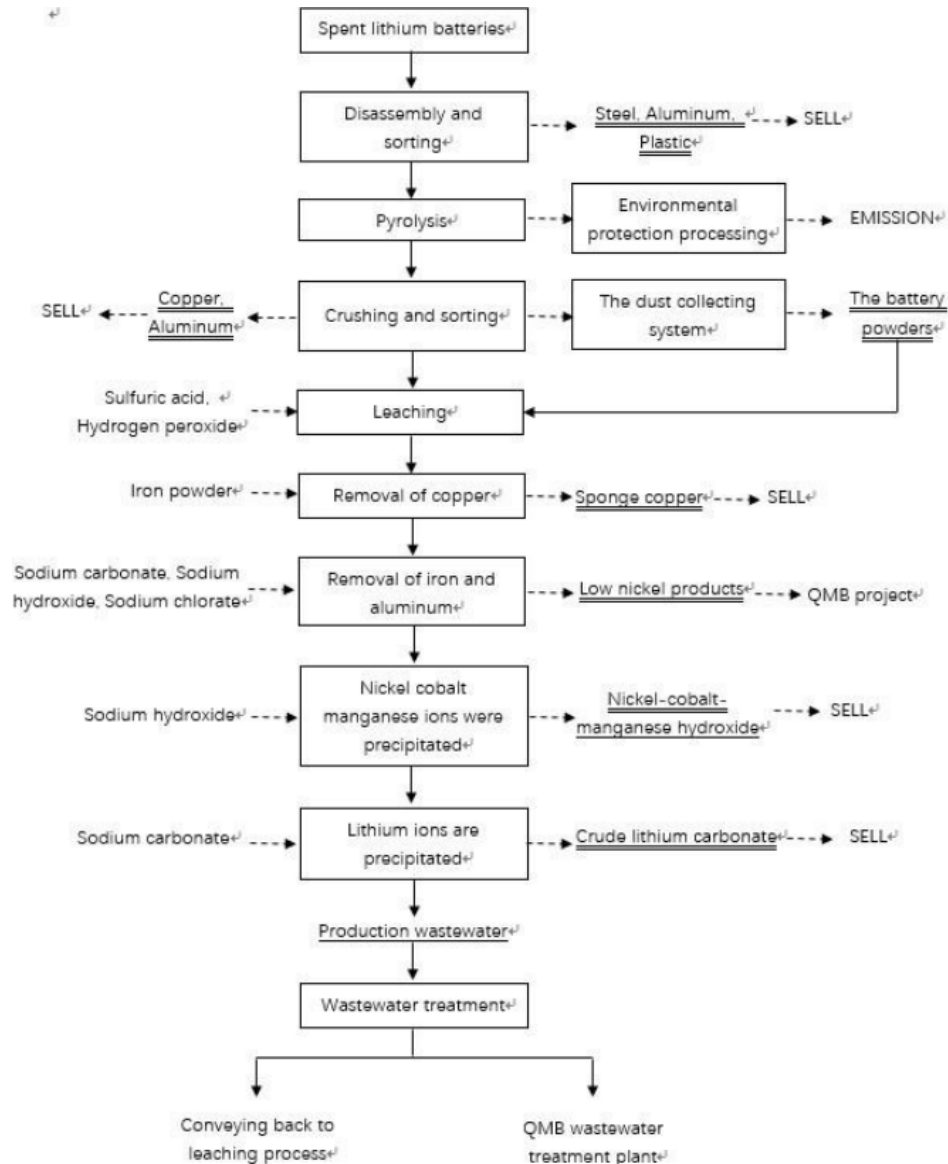 Spent lithium batteries↵
Disassembly and
sorting↵
Steel, Aluminum, ↵
Plastic↵
SELL↵
Pyrolysis↵
Environmental
protection processing↵
EMISSION↵
SELL↵
Copper,
Aluminum↵
Crushing and sorting↵
The dust collecting
system↵
The battery
powders↵
Sulfuric acid, ↵
Hydrogen peroxide↵
Leaching↵
Iron powder↵
Removal of copper↵
Sponge copper↵
SELL↵
Sodium carbonate, Sodium
hydroxide, Sodium chlorate↵
Removal of iron and
aluminum↵
Low nickel products↵
QMB project↵
Sodium hydroxide↵
Nickel cobalt
manganese ions were
precipitated↵
Nickel-cobalt-
manganese hydroxide↵
SELL↵
Sodium carbonate↵
Lithium ions are
precipitated↵
Crude lithium carbonate↵
SELL↵
Production wastewater↵
Wastewater treatment↵
Conveying back to
leaching process↵
QMB wastewater
treatment plant↵